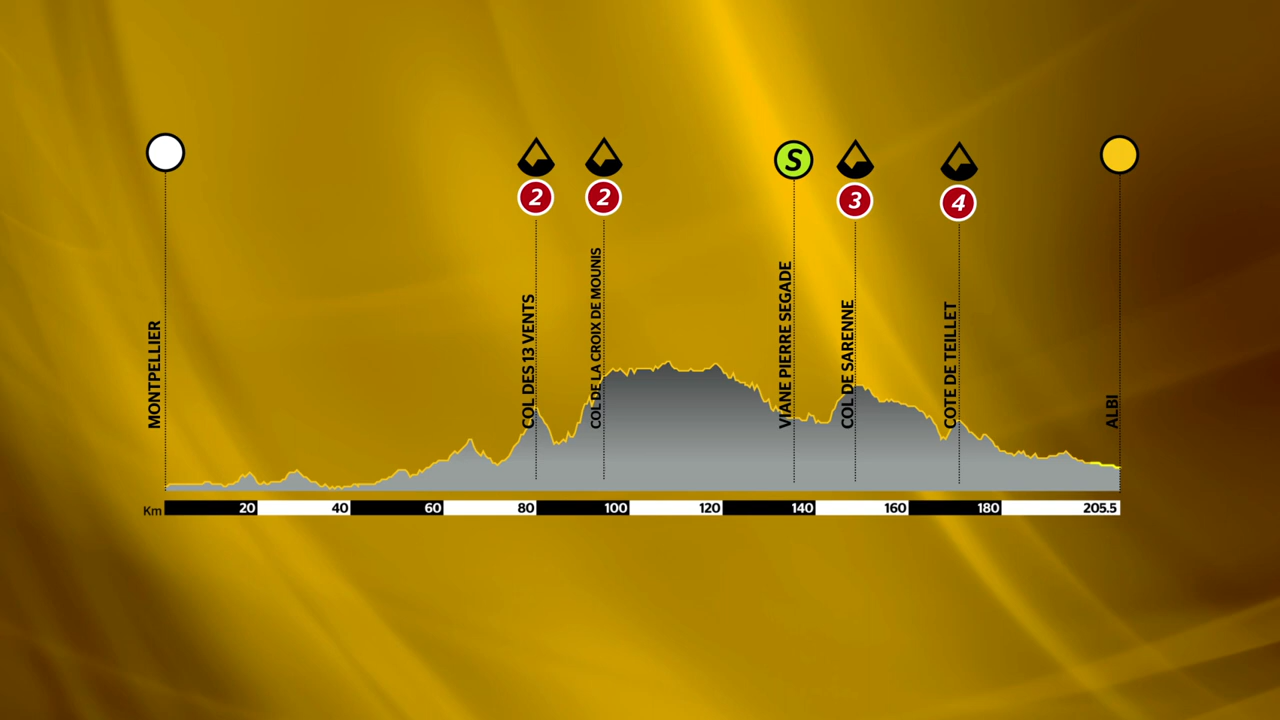 S
2
2
3
4
MONTPELLIER
COL DES 13 VENTS
COL DE LA CROIX DE MOUNIS
VIANE PIERRE SEGADE
COL DE SARENNE
COTE DE TEILLET
ALBI
Km 20 40 60 80 100 120 140 160 180 205.5